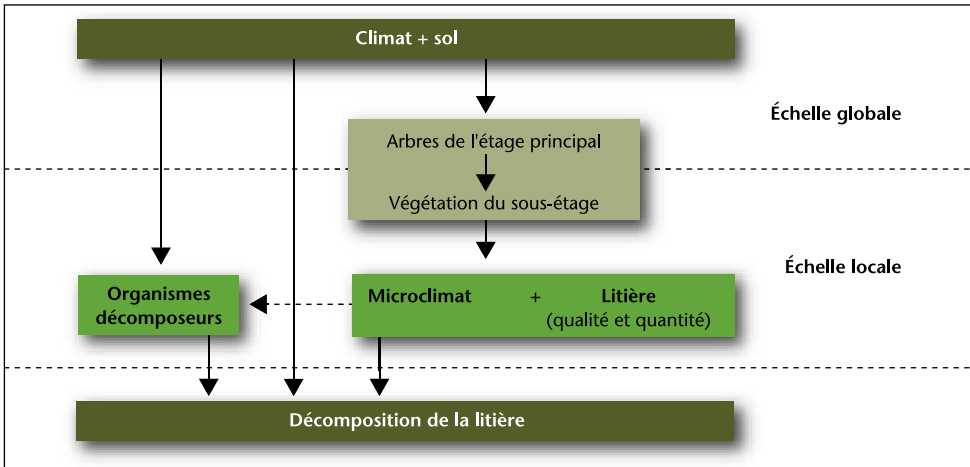 Climat + sol
Échelle globale
Arbres de l'étage principal
Végétation du sous-étage
Échelle locale
Organismes
décomposeurs
Microclimat + Litière
(qualité et quantité)
Décomposition de la litière